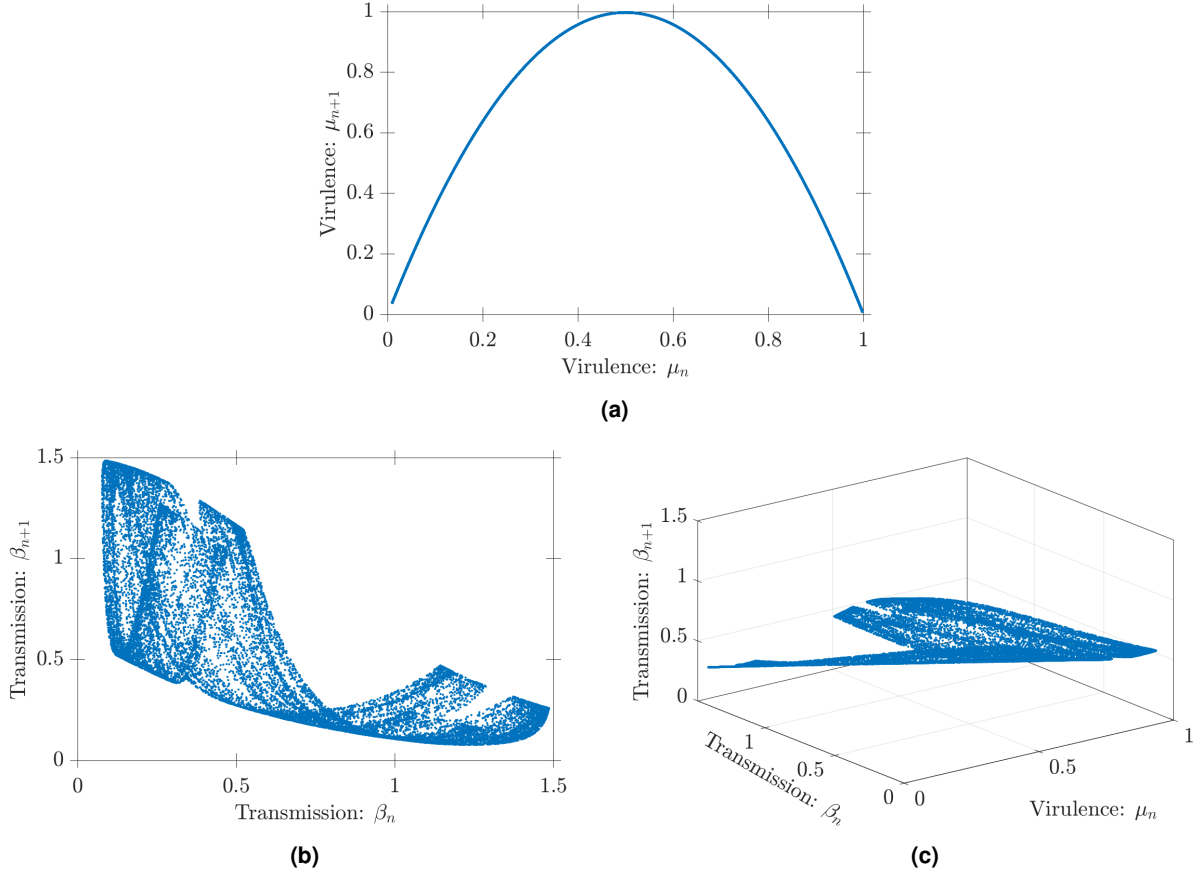 1
0.8
0.6
0.4
0.2
0
Virulence: μₙ₊₁
0 0.2 0.4 0.6 0.8 1
Virulence: μₙ
(a)
1.5
1
0.5
0
Transmission: βₙ₊₁
0 0.5 1 1.5
Transmission: βₙ
(b)
1.5
1
0.5
0
Transmission: βₙ₊₁
1
0.5
0
Transmission: βₙ
0
0.5
1
Virulence: μₙ
(c)